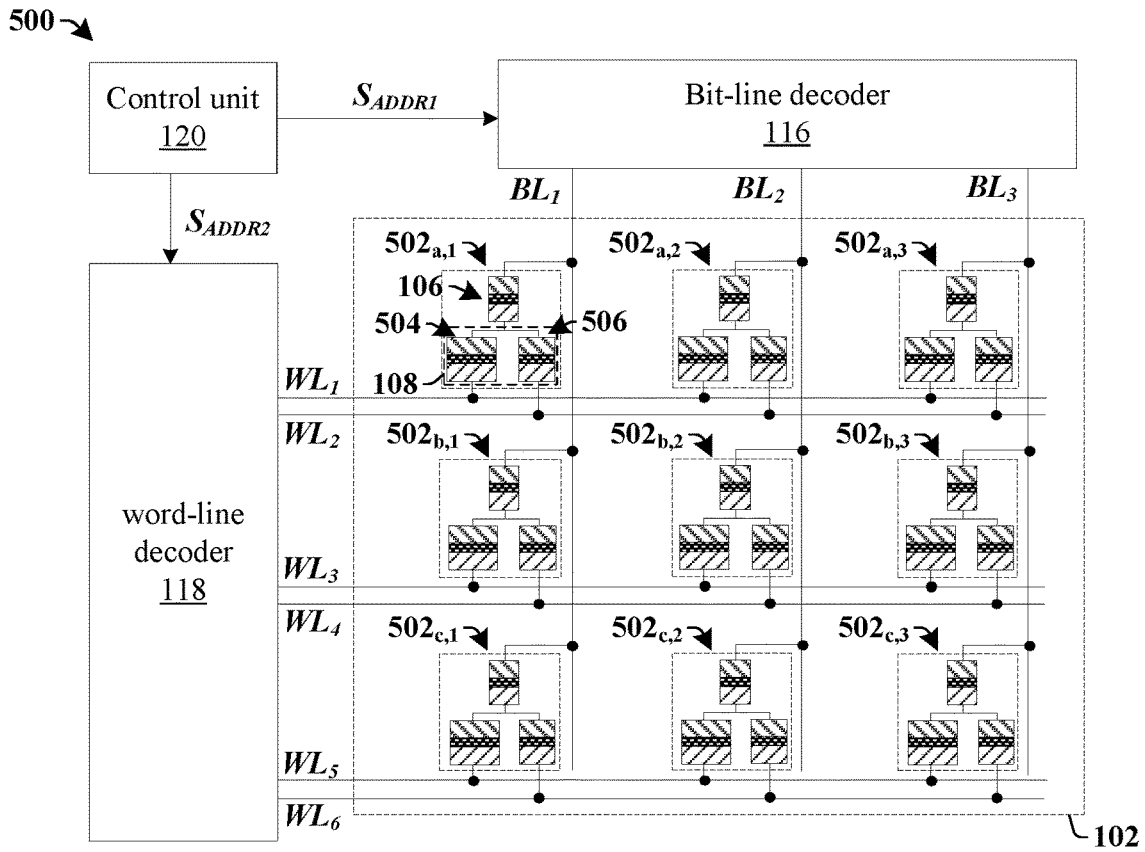 500
Control unit
120
S_ADDR1
Bit-line decoder
116
BL1
BL2
BL3
S_ADDR2
502a,1
502a,2
502a,3
106
504
506
108
WL1
WL2
502b,1
502b,2
502b,3
word-line
decoder
118
WL3
WL4
502c,1
502c,2
502c,3
WL5
WL6
102